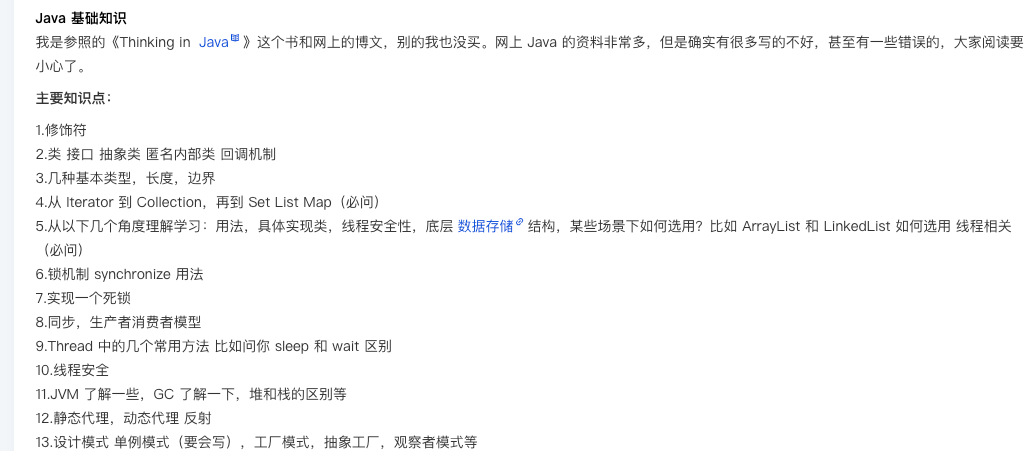 Java 基础知识
我是参照的《Thinking in Java》这个书和网上的博文，别的我也没买。网上 Java 的资料非常多，但是确实有很多写的不好，甚至有一些错误的，大家阅读要
小心了。
主要知识点：
1.修饰符
2.类 接口 抽象类 匿名内部类 回调机制
3.几种基本类型，长度，边界
4.从 Iterator 到 Collection，再到 Set List Map（必问）
5.从以下几个角度理解学习：用法，具体实现类，线程安全性，底层 数据存储 结构，某些场景下如何选用？比如 ArrayList 和 LinkedList 如何选用 线程相关
（必问）
6.锁机制 synchronize 用法
7.实现一个死锁
8.同步，生产者消费者模型
9.Thread 中的几个常用方法 比如问你 sleep 和 wait 区别
10.线程安全
11.JVM 了解一些，GC 了解一下，堆和栈的区别等
12.静态代理，动态代理 反射
13.设计模式 单例模式（要会写），工厂模式，抽象工厂，观察者模式等